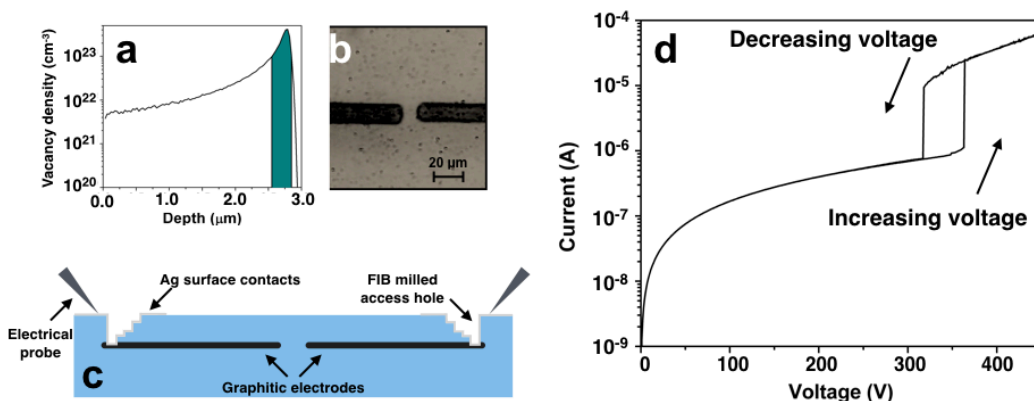 a
Vacancy density (cm⁻³)
10²³
10²²
10²¹
10²⁰
0.0
1.0
2.0
3.0
Depth (μm)
b
20 μm
c
Ag surface contacts
FIB milled
access hole
Electrical
probe
Graphitic electrodes
d
Decreasing voltage
Increasing voltage
Current (A)
10⁻⁴
10⁻⁵
10⁻⁶
10⁻⁷
10⁻⁸
10⁻⁹
0
100
200
300
400
Voltage (V)